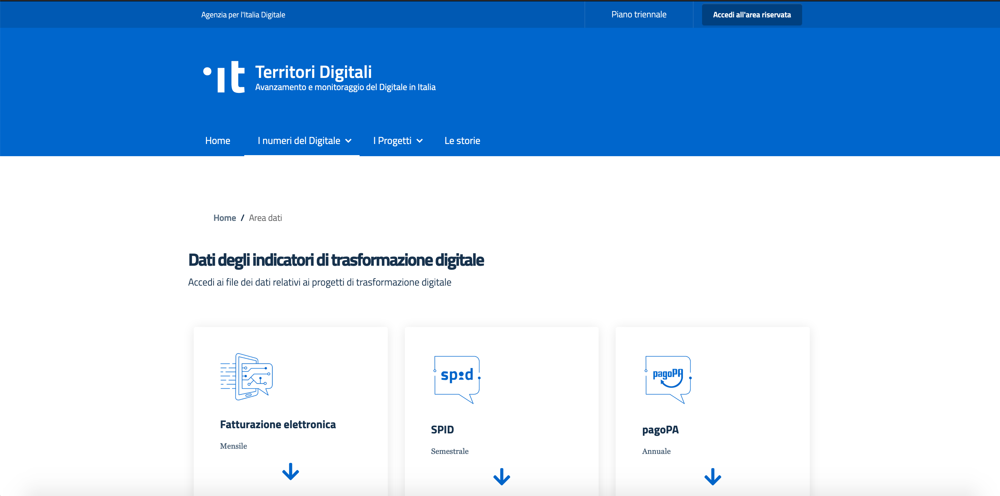 Agenzia per l'Italia Digitale
Piano triennale
Accedi all'area riservata
it
Territori Digitali
Avanzamento e monitoraggio del Digitale in Italia
Home
I numeri del Digitale
I Progetti
Le storie
Home / Area dati
Dati degli indicatori di trasformazione digitale
Accedi ai file dei dati relativi ai progetti di trasformazione digitale
Fatturazione elettronica
Mensile
spid
SPID
Semestrale
pagoPA
pagoPA
Annuale